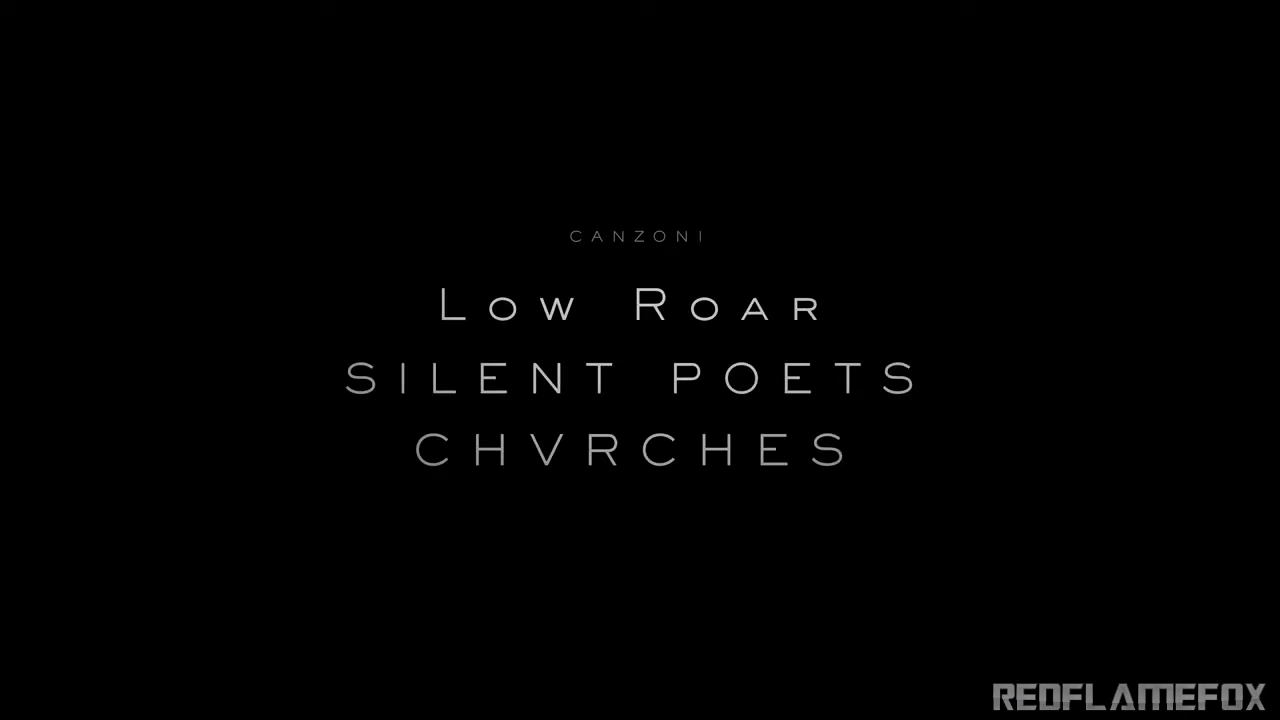 CANZONI
LOW ROAR
SILENT POETS
CHVRCHES
REDFLAMEFOX